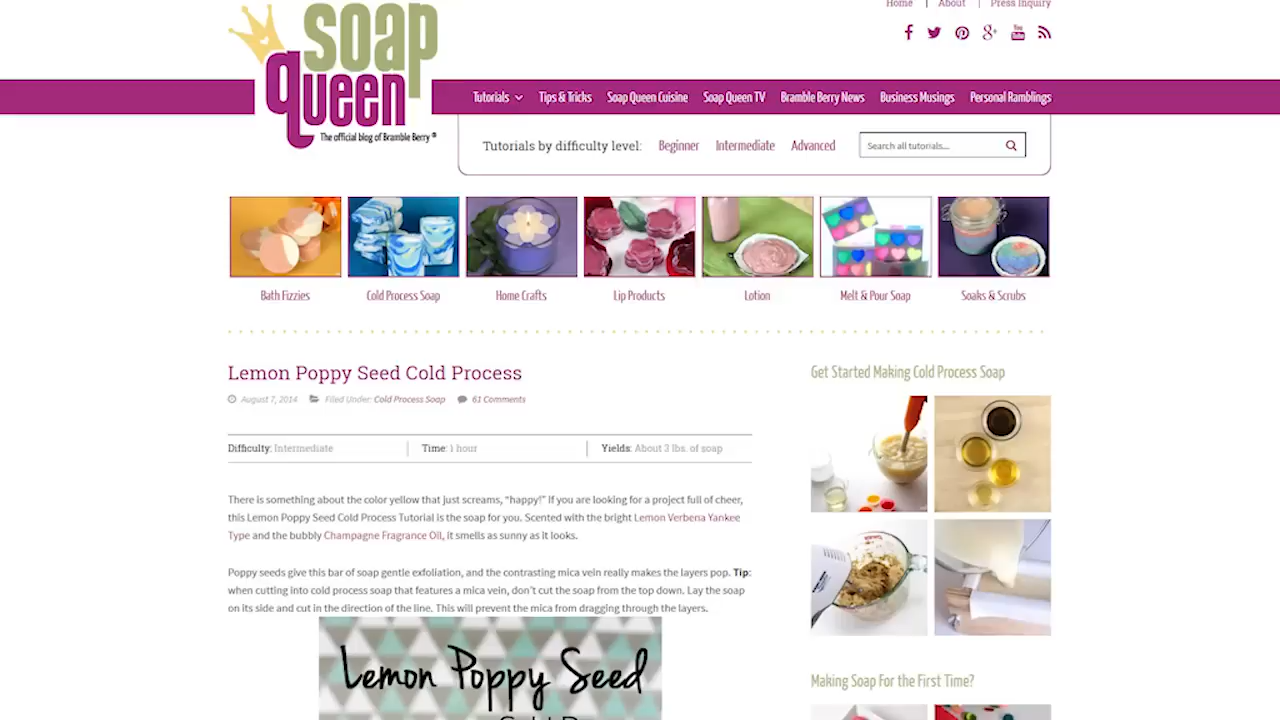 Home | About | Press Inquiry
soap
queen
The official blog of Bramble Berry ®
Tutorials Tips & Tricks Soap Queen Cuisine Soap Queen TV Bramble Berry News Business Musings Personal Ramblings
Tutorials by difficulty level: Beginner Intermediate Advanced Search all tutorials....
Bath Fizzies Cold Process Soap Home Crafts Lip Products Lotion Melt & Pour Soap Soaks & Scrubs
Lemon Poppy Seed Cold Process
August 7, 2014 Filed Under: Cold Process Soap 61 Comments
Difficulty: Intermediate | Time: 1 hour | Yields: About 3 lbs. of soap
There is something about the color yellow that just screams, “happy!” If you are looking for a project full of cheer,
this Lemon Poppy Seed Cold Process Tutorial is the soap for you. Scented with the bright Lemon Verbena Yankee
Type and the bubbly Champagne Fragrance Oil, it smells as sunny as it looks.
Poppy seeds give this bar of soap gentle exfoliation, and the contrasting mica vein really makes the layers pop. Tip:
when cutting into cold process soap that features a mica vein, don’t cut the soap from the top down. Lay the soap
on its side and cut in the direction of the line. This will prevent the mica from dragging through the layers.
Lemon Poppy Seed
Get Started Making Cold Process Soap
Making Soap For the First Time?